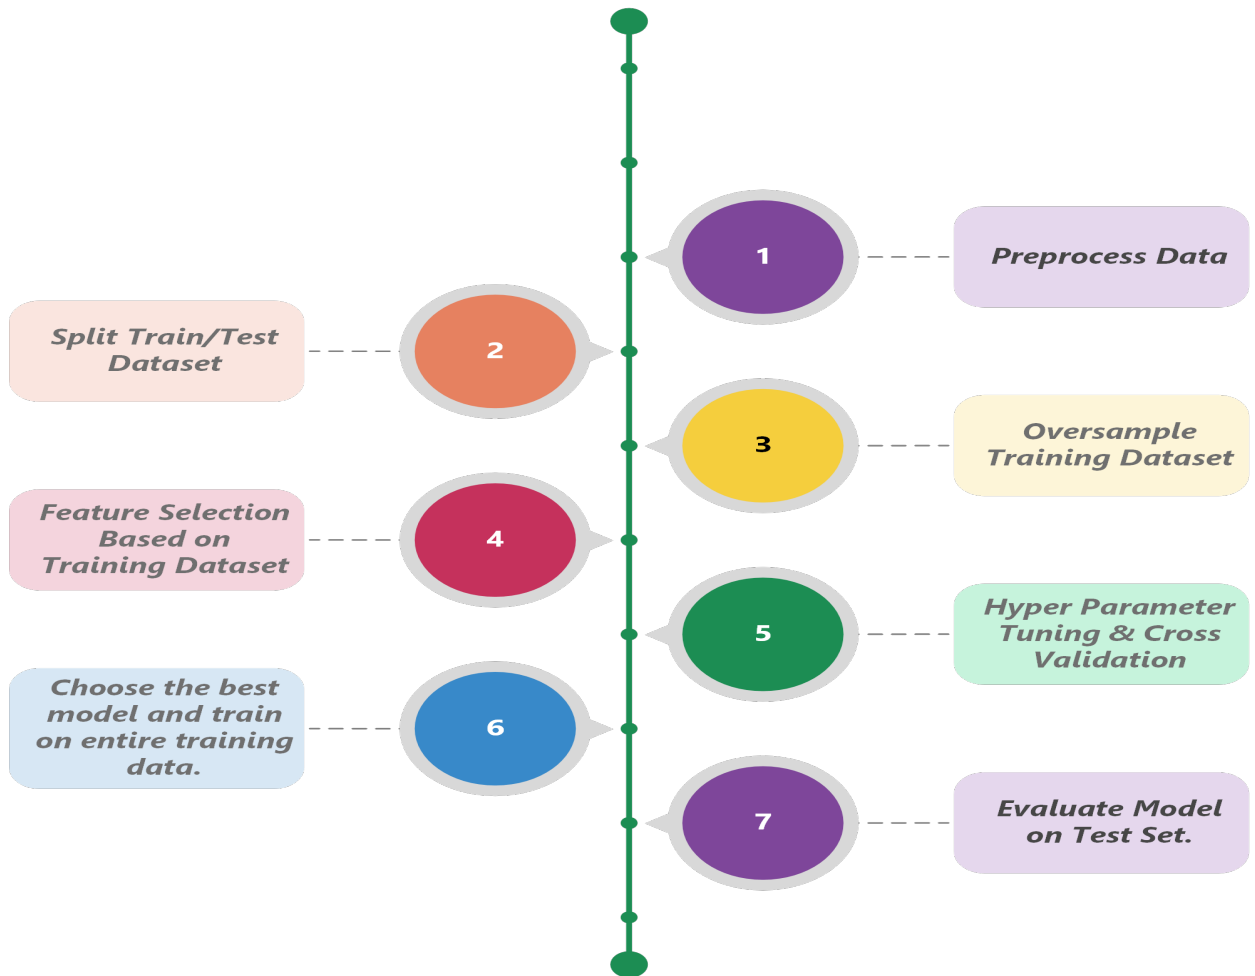 1
Preprocess Data
2
Split Train/Test
Dataset
3
Oversample
Training Dataset
4
Feature Selection
Based on
Training Dataset
5
Hyper Parameter
Tuning & Cross
Validation
6
Choose the best
model and train
on entire training
data.
7
Evaluate Model
on Test Set.